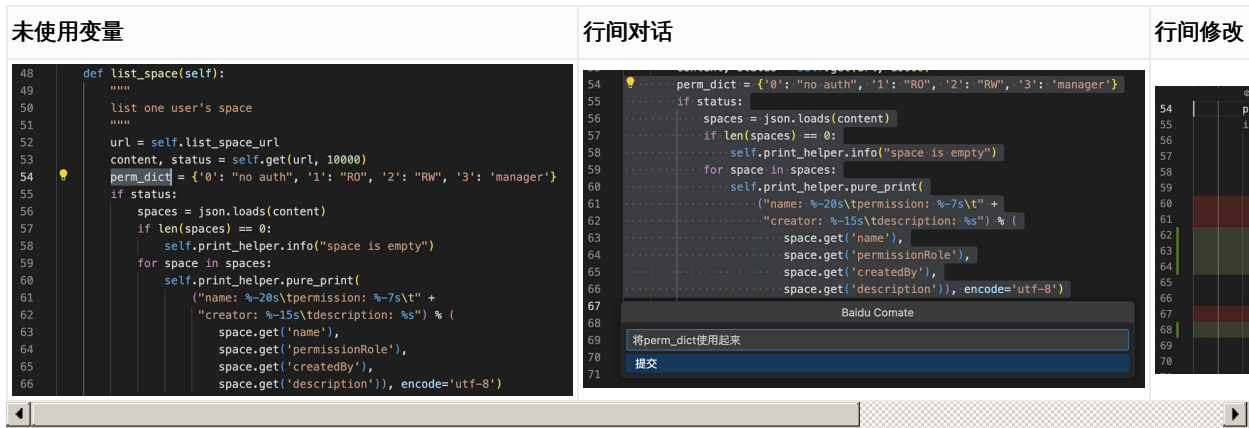 未使用变量
行间对话
行间修改
48 def list_space(self):
49 """
50 list one user's space
51 """
52 url = self.list_space_url
53 content, status = self.get(url, 10000)
54 perm_dict = {'0': "no auth", '1': "RO", '2': "RW", '3': 'manager'}
55 if status:
56 spaces = json.loads(content)
57 if len(spaces) == 0:
58 self.print_helper.info("space is empty")
59 for space in spaces:
60 self.print_helper.pure_print(
61 ("name: %-20s\tpermission: %-7s\t" +
62 "creator: %-15s\tdescription: %s") % (
63 space.get('name'),
64 space.get('permissionRole'),
65 space.get('createdBy'),
66 space.get('description')), encode='utf-8')
54 perm_dict = {'0': "no auth", '1': "RO", '2': "RW", '3': 'manager'}
55 if status:
56 spaces = json.loads(content)
57 if len(spaces) == 0:
58 self.print_helper.info("space is empty")
59 for space in spaces:
60 self.print_helper.pure_print(
61 ("name: %-20s\tpermission: %-7s\t" +
62 "creator: %-15s\tdescription: %s") % (
63 space.get('name'),
64 space.get('permissionRole'),
65 space.get('createdBy'),
66 space.get('description')), encode='utf-8')
67
Baidu Comate
68
69 将perm_dict使用起来
70 提交
71
54 p
55 i
56
57
58
59
60
61
62
63
64
65
66
67
68
69
70